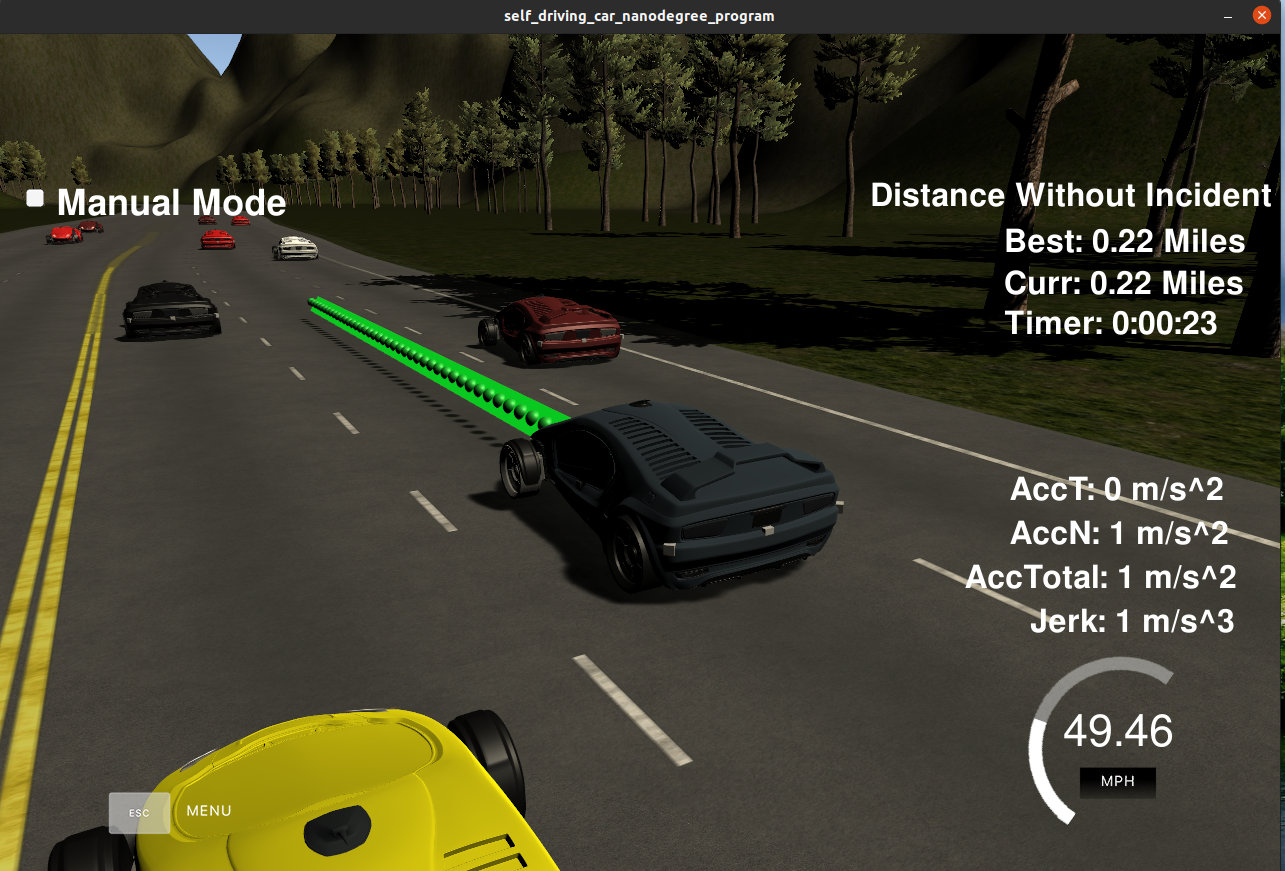 self_driving_car_nanodegree_program
Manual Mode
Distance Without Incident
Best: 0.22 Miles
Curr: 0.22 Miles
Timer: 0:00:23
AccT: 0 m/s^2
AccN: 1 m/s^2
AccTotal: 1 m/s^2
Jerk: 1 m/s^3
49.46
MPH
ESC MENU